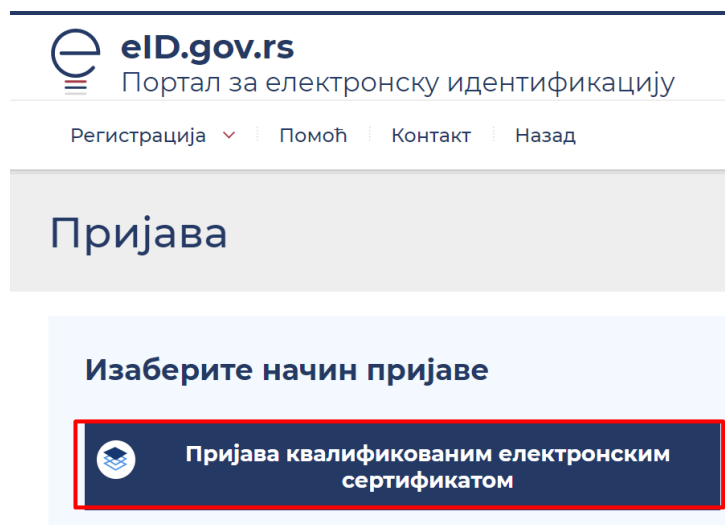 eID.gov.rs
Портал за електронску идентификацију
Регистрација Помоћ Контакт Назад
Пријава
Изаберите начин пријаве
Пријава квалификованим електронским
сертификатом